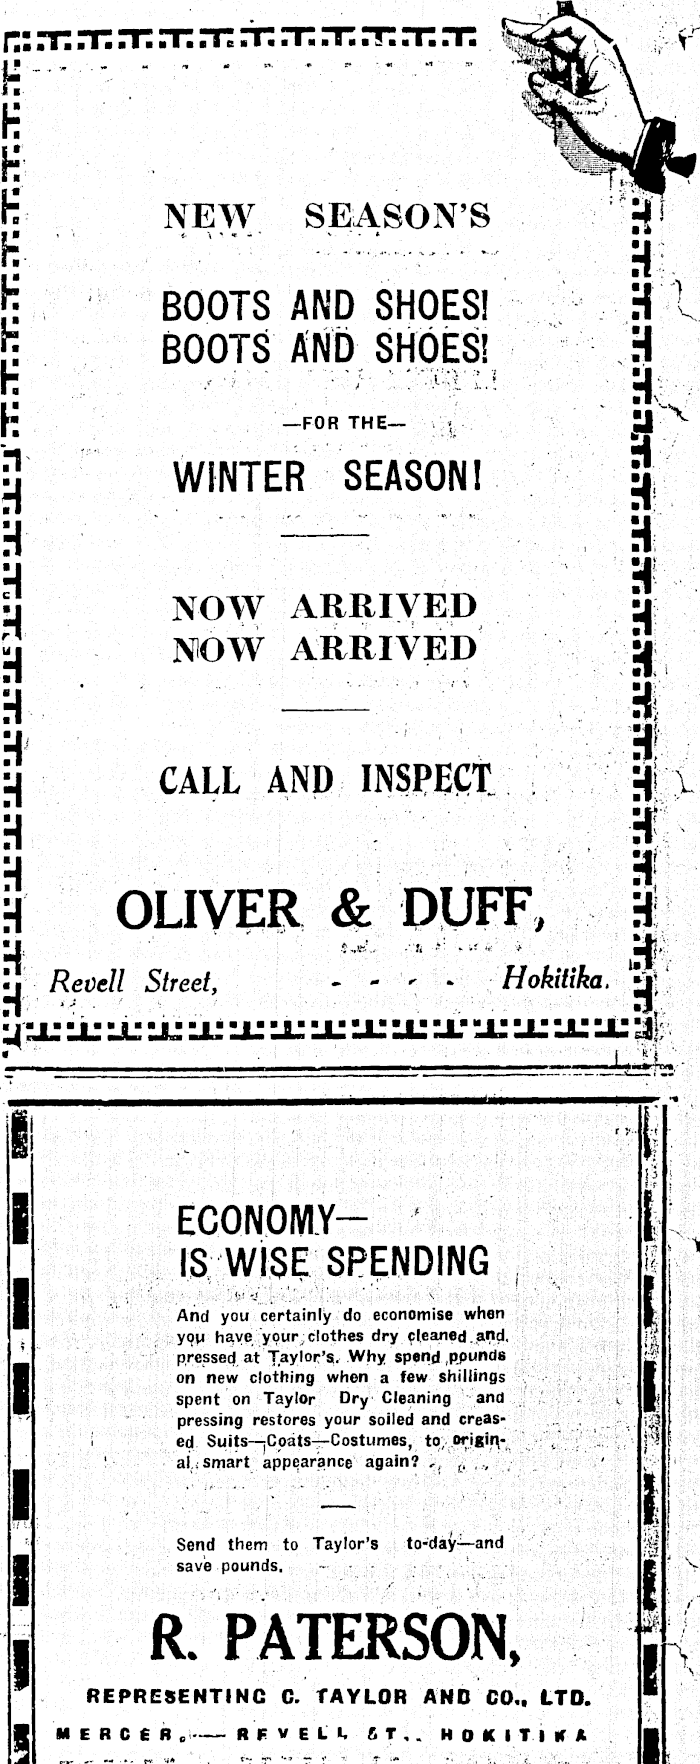 NEW SEASON'S
BOOTS AND SHOES!
BOOTS AND SHOES!
—FOR THE—
WINTER SEASON!
NOW ARRIVED
NOW ARRIVED
CALL AND INSPECT
OLIVER & DUFF,
Revell Street, - - - - Hokitika.
ECONOMY—
IS WISE SPENDING
And you certainly do economise when
you have your clothes dry cleaned and
pressed at Taylor's. Why spend pounds
on new clothing when a few shillings
spent on Taylor Dry Cleaning and
pressing restores your soiled and creas-
ed Suits—Coats—Costumes, to origin-
al smart appearance again?
Send them to Taylor's to-day—and
save pounds.
R. PATERSON,
REPRESENTING C. TAYLOR AND CO., LTD.
MERCER, — REVELL ST., HOKITIKA